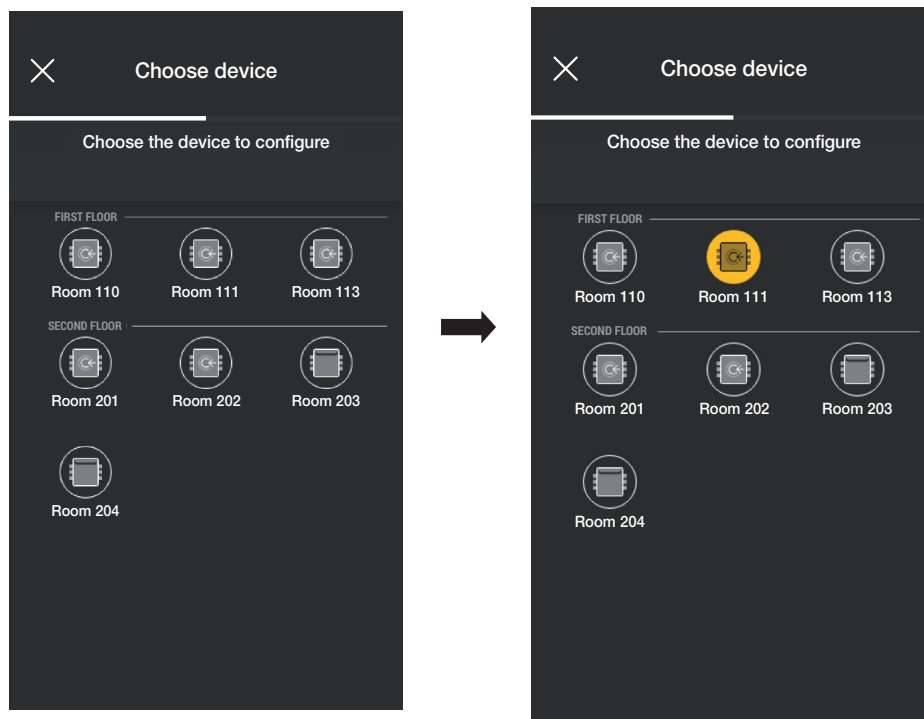 Choose device
Choose the device to configure
FIRST FLOOR
Room 110 Room 111 Room 113
SECOND FLOOR
Room 201 Room 202 Room 203
Room 204
Choose device
Choose the device to configure
FIRST FLOOR
Room 110 Room 111 Room 113
SECOND FLOOR
Room 201 Room 202 Room 203
Room 204